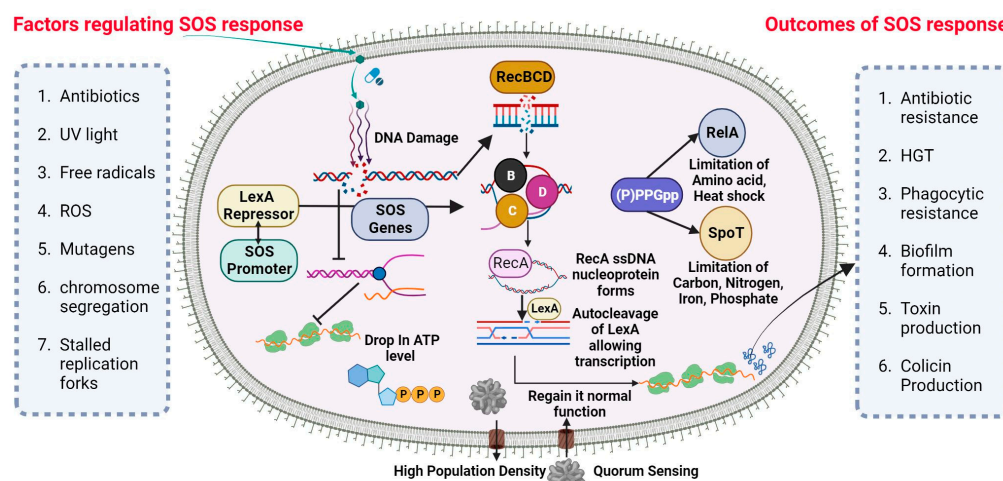 Factors regulating SOS response
Outcomes of SOS response
1. Antibiotics
2. UV light
3. Free radicals
4. ROS
5. Mutagens
6. chromosome
segregation
7. Stalled
replication
forks
DNA Damage
LexA
Repressor
SOS
Promoter
SOS
Genes
Drop In ATP
level
P P P
RecBCD
B
D
C
RecA
RecA ssDNA
nucleoprotein
forms
LexA
Autocleavage
of LexA
allowing
transcription
Regain it normal
function
High Population Density
Quorum Sensing
(P)PPGpp
RelA
Limitation of
Amino acid,
Heat shock
SpoT
Limitation of
Carbon, Nitrogen,
Iron, Phosphate
1. Antibiotic
resistance
2. HGT
3. Phagocytic
resistance
4. Biofilm
formation
5. Toxin
production
6. Colicin
Production